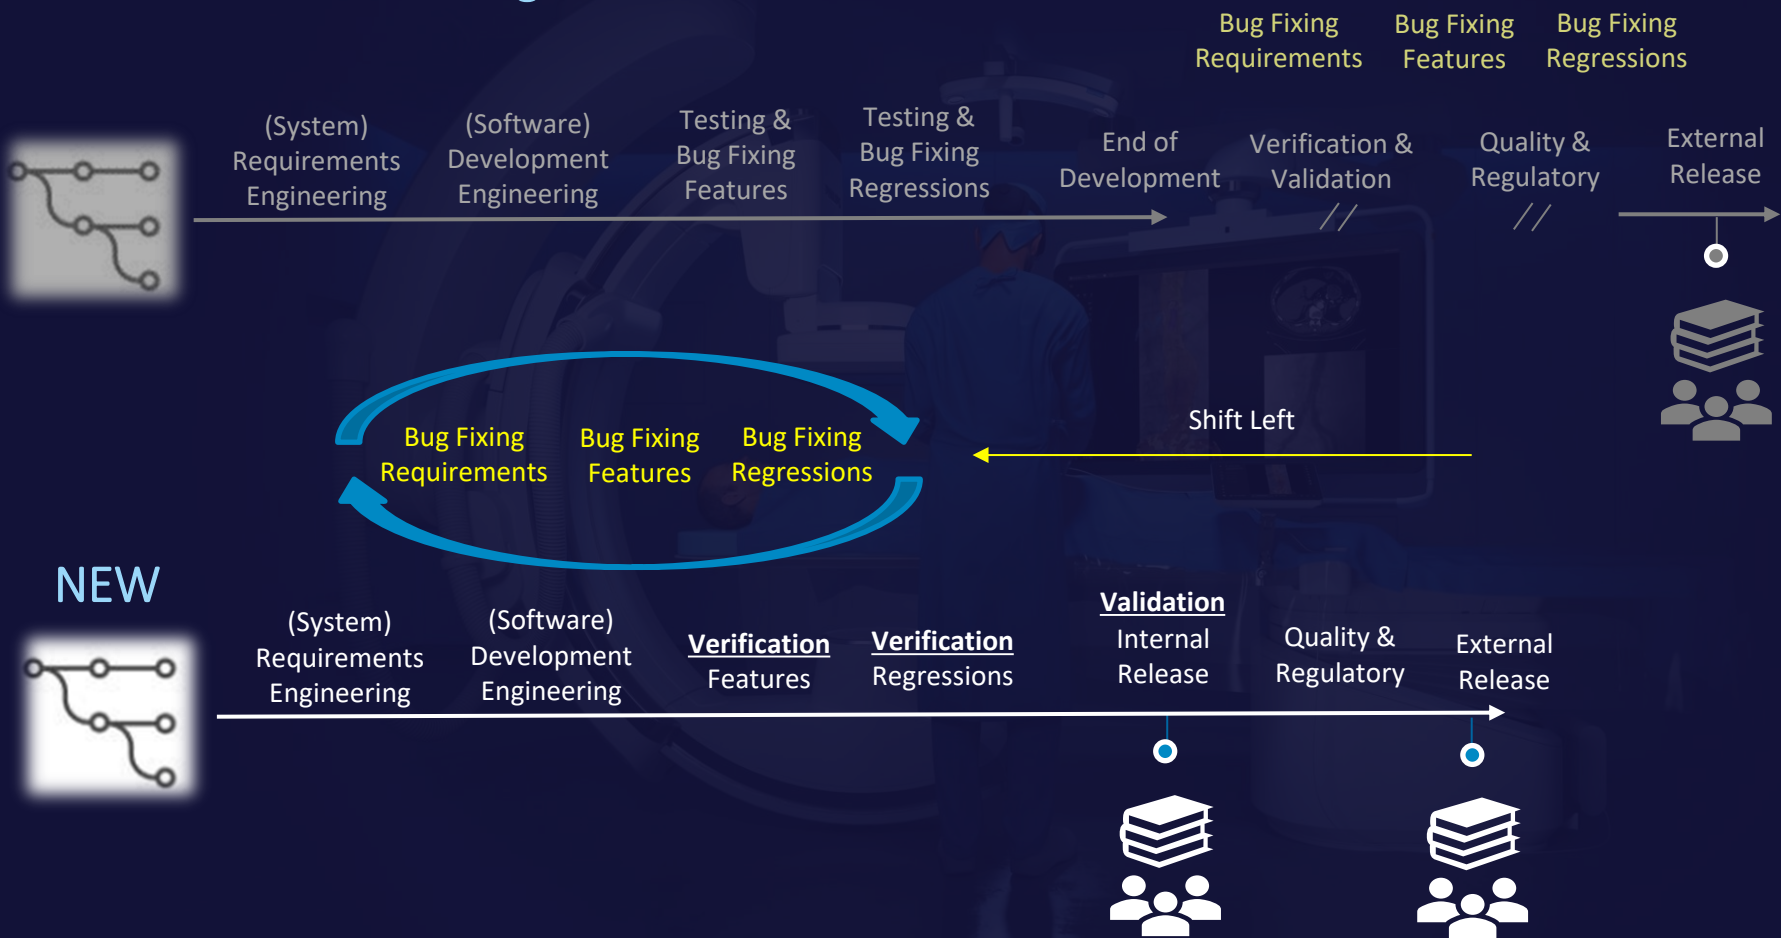 Bug Fixing
Requirements
Bug Fixing
Features
Bug Fixing
Regressions
(System)
Requirements
Engineering
(Software)
Development
Engineering
Testing &
Bug Fixing
Features
Testing &
Bug Fixing
Regressions
End of
Development
Verification &
Validation
//
Quality &
Regulatory
//
External
Release
Bug Fixing
Requirements
Bug Fixing
Features
Bug Fixing
Regressions
Shift Left
NEW
(System)
Requirements
Engineering
(Software)
Development
Engineering
Verification
Features
Verification
Regressions
Validation
Internal
Release
Quality &
Regulatory
External
Release